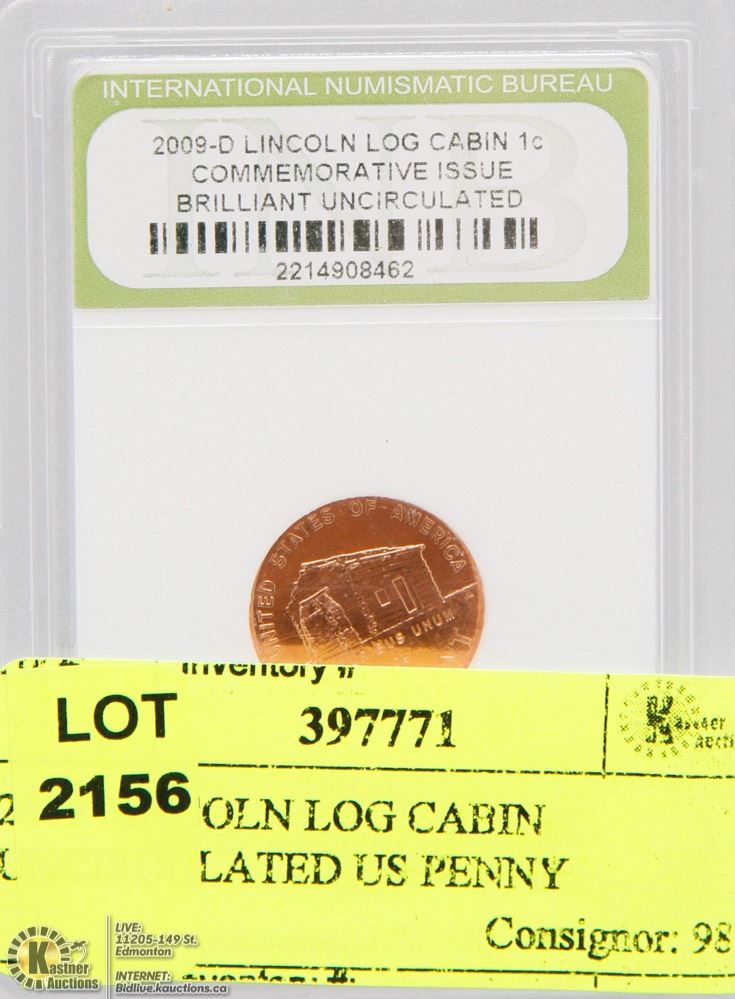 INTERNATIONAL NUMISMATIC BUREAU
2009-D LINCOLN LOG CABIN 1c
COMMEMORATIVE ISSUE
BRILLIANT UNCIRCULATED
2214908462
UNITED STATES OF AMERICA
UNUM
Inventory #
LOT 397771
Kastner
2156 OLN LOG CABIN
LATED US PENNY
Consignor: 98
LIVE:
11205-149 St.
Edmonton
Kastner
Auctions
INTERNET:
Bidlive.kauctions.ca